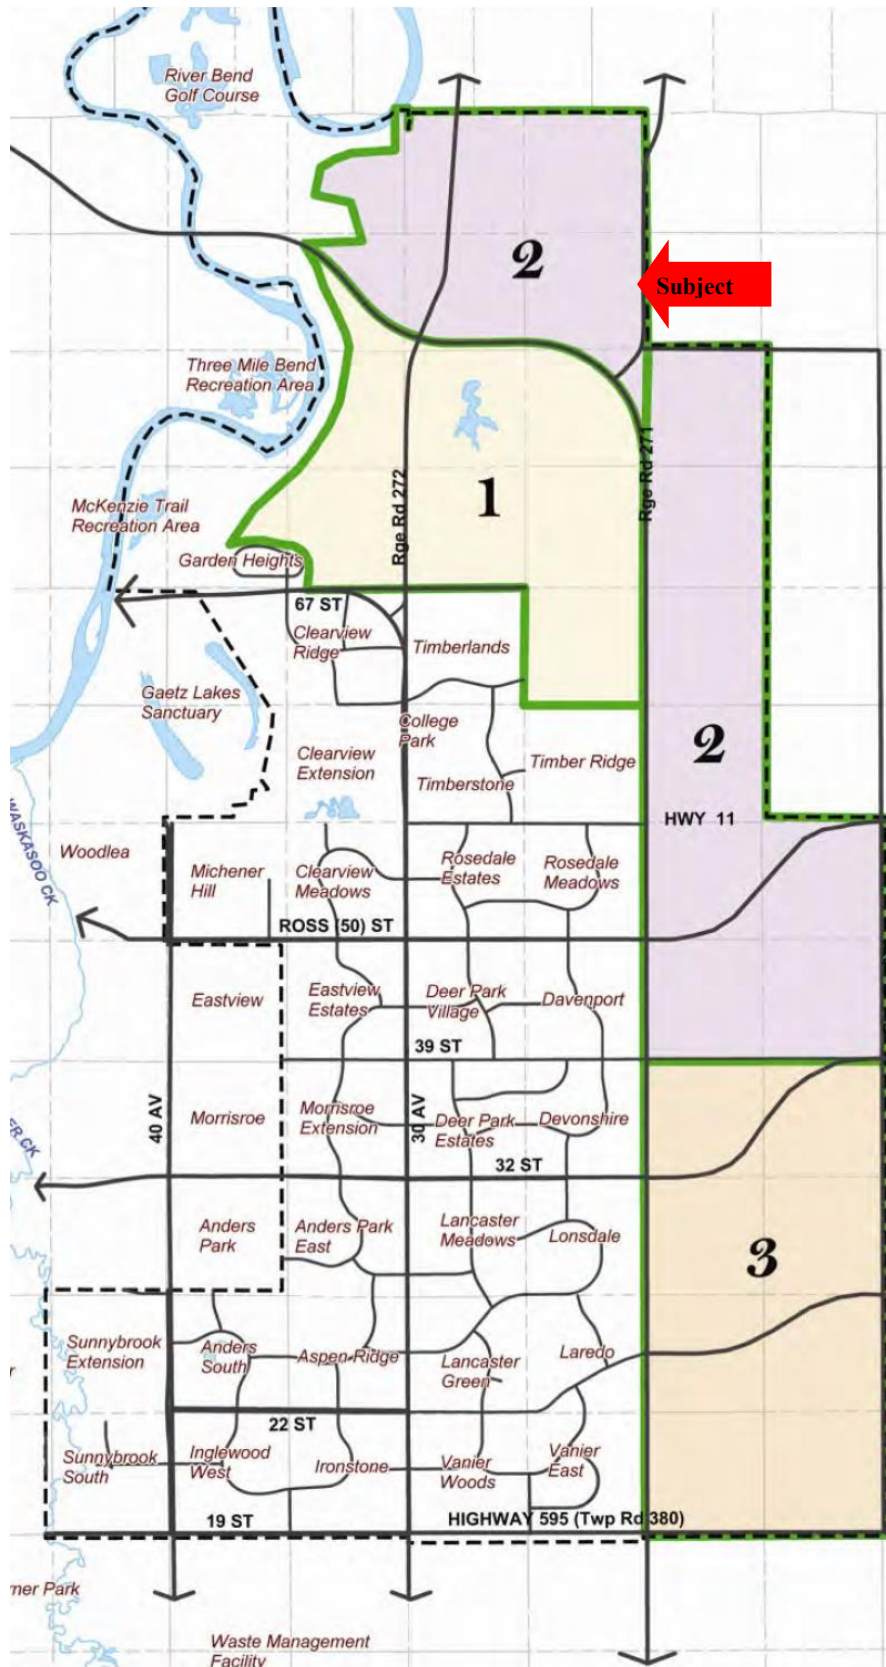 River Bend
Golf Course
2
Subject
Three Mile Bend
Recreation Area
Rge Rd 271
Rge Rd 272
1
McKenzie Trail
Recreation Area
Garden Heights
67 ST
Clearview
Ridge
Timberlands
Gaetz Lakes
Sanctuary
College
Park
Clearview
Extension
Timber Ridge
Timberstone
2
HWY 11
WASKASOO CK
Woodlea
Michener
Hill
Clearview
Meadows
Rosedale
Estates
Rosedale
Meadows
ROSS (50) ST
Eastview
Eastview
Estates
Deer Park
Village
Davenport
39 ST
40 AV
Morrisroe
Morrisroe
Extension
30 AV
Deer Park
Estates
Devonshire
ER CK
32 ST
Anders
Park
Anders Park
East
Lancaster
Meadows
Lonsdale
3
Sunnybrook
Extension
Anders
South
Aspen Ridge
Lancaster
Green
Laredo
r
22 ST
Sunnybrook
South
Inglewood
West
Ironstone
Vanier
Woods
Vanier
East
19 ST
HIGHWAY 595 (Twp Rd 380)
ner Park
Waste Management
Facility